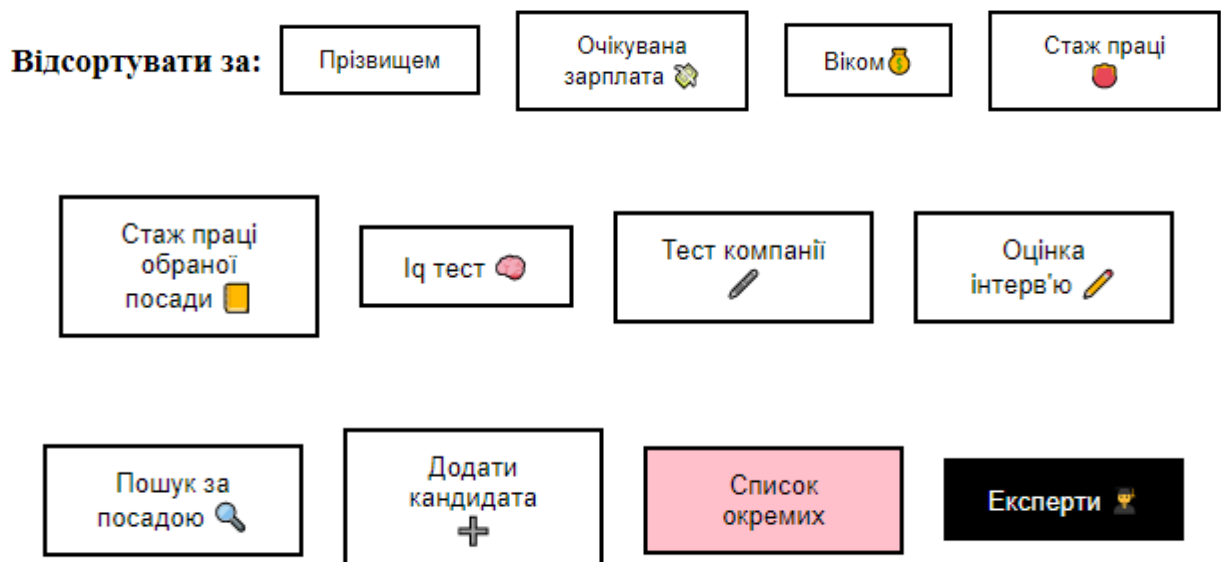 Відсортувати за:
Прізвищем
Очікувана
зарплата 💸
Віком💰
Стаж праці
👛
Стаж праці
обраної
посади 📒
Iq тест 🧠
Тест компанії
🖊
Оцінка
інтерв'ю ✏️
Пошук за
посадою 🔍
Додати
кандидата
➕
Список
окремих
Експерти 👨‍🎓